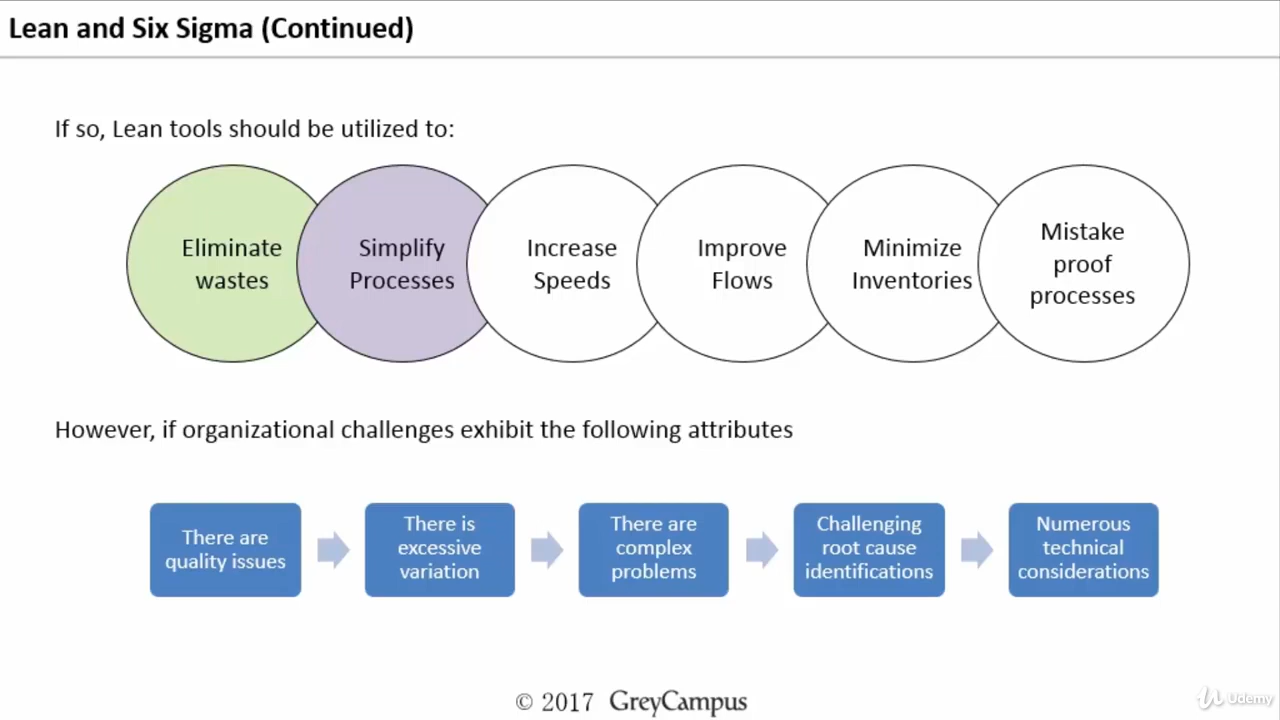 Lean and Six Sigma (Continued)
If so, Lean tools should be utilized to:
Eliminate
wastes
Simplify
Processes
Increase
Speeds
Improve
Flows
Minimize
Inventories
Mistake
proof
processes
However, if organizational challenges exhibit the following attributes
There are
quality issues
There is
excessive
variation
There are
complex
problems
Challenging
root cause
identifications
Numerous
technical
considerations
© 2017 GreyCampus
Udemy